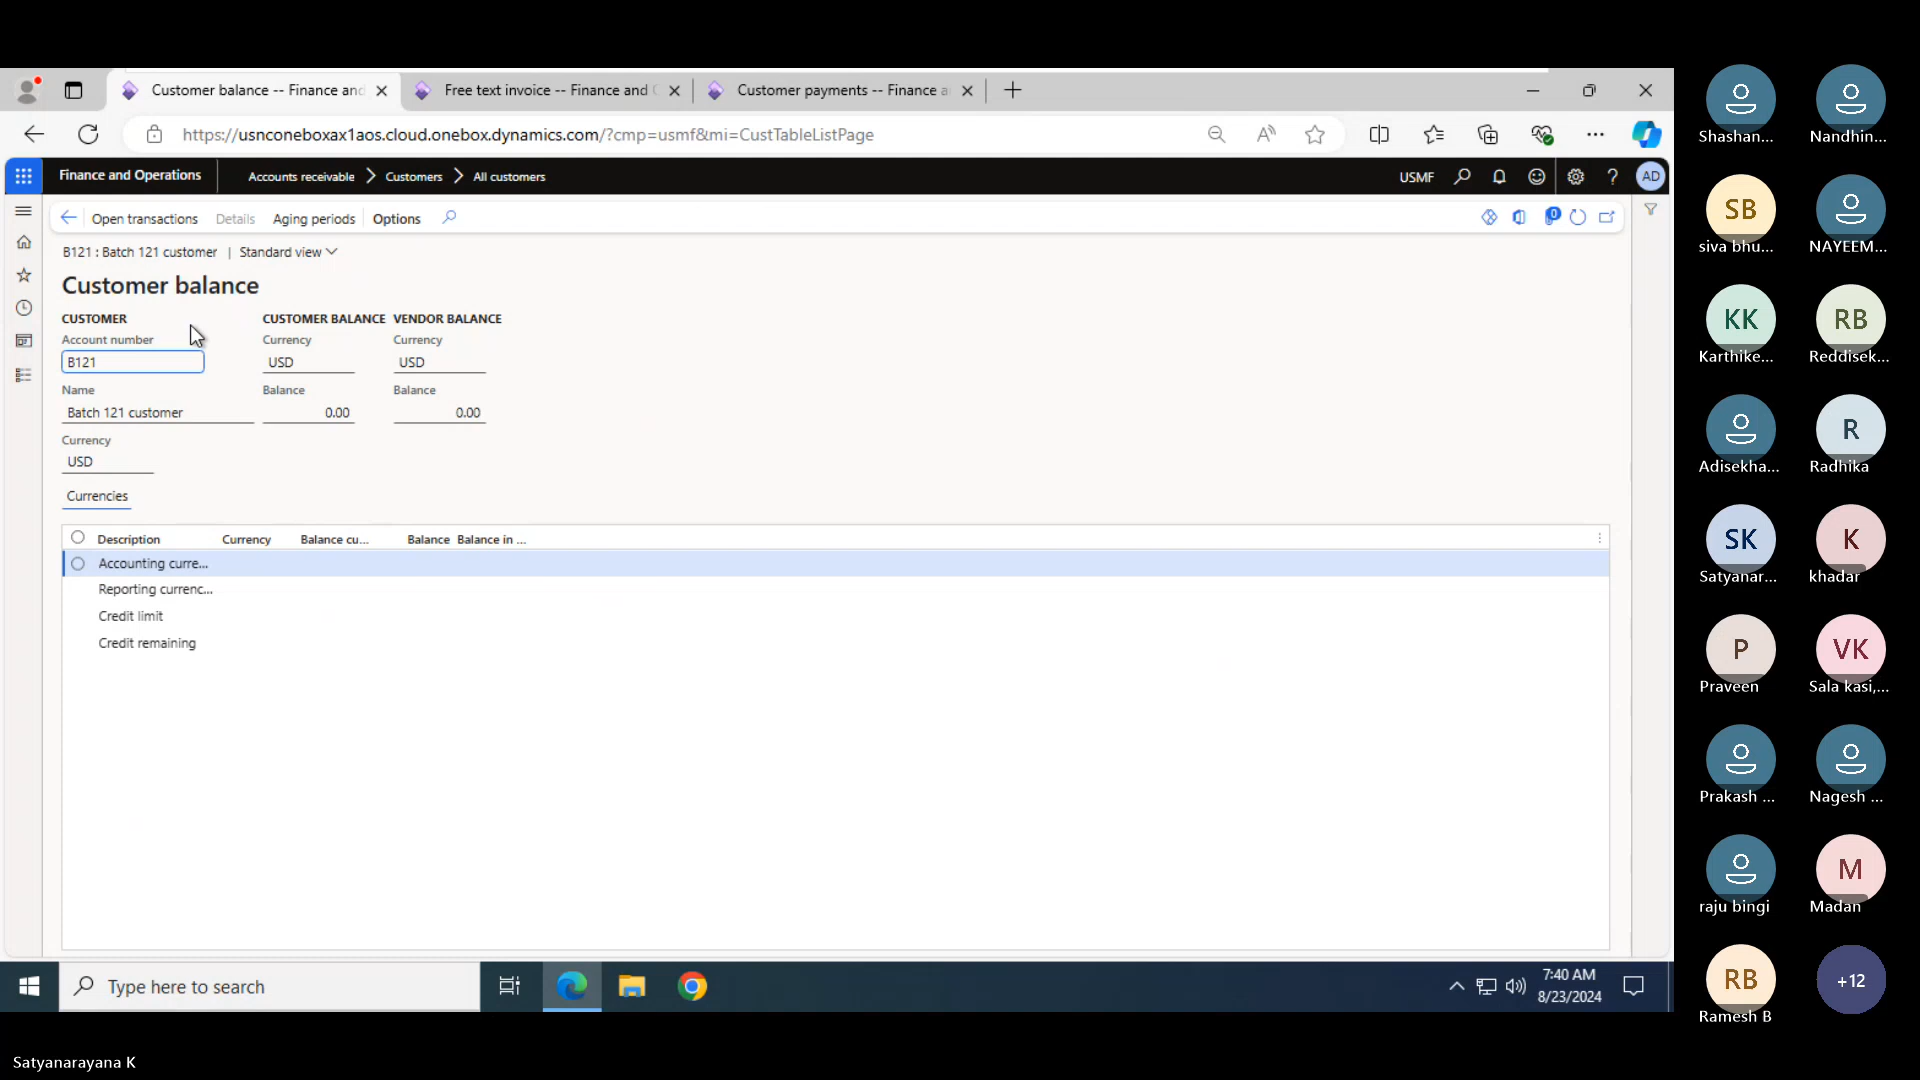 Customer balance -- Finance and
Free text invoice -- Finance and
Customer payments -- Finance a
https://usnconeboxax1aos.cloud.onebox.dynamics.com/?cmp=usmf&mi=CustTableListPage
Finance and Operations
Accounts receivable
Customers
All customers
USMF
AD
Open transactions
Details
Aging periods
Options
0
B121 : Batch 121 customer | Standard view
Customer balance
CUSTOMER
CUSTOMER BALANCE
VENDOR BALANCE
Account number
Currency
Currency
B121
USD
USD
Name
Balance
Balance
Batch 121 customer
0.00
0.00
Currency
USD
Currencies
Description
Currency
Balance cu...
Balance
Balance in ...
Accounting curre...
Reporting currenc...
Credit limit
Credit remaining
Type here to search
7:40 AM
8/23/2024
Shashan...
Nandhin...
SB
siva bhu...
NAYEEM...
KK
Karthike...
RB
Reddisek...
Adisekha...
R
Radhika
SK
Satyanar...
K
khadar
P
Praveen
VK
Sala kasi,...
Prakash ...
Nagesh ...
raju bingi
M
Madan
RB
Ramesh B
+12
Satyanarayana K